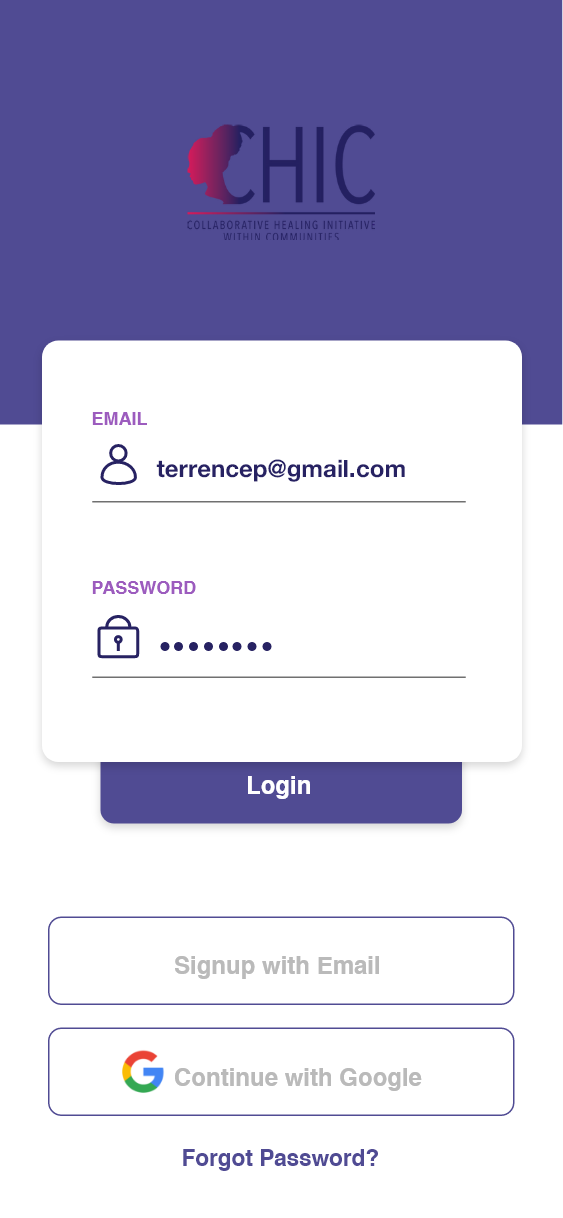 CHIC
COLLABORATIVE HEALING INITIATIVE
WITHIN COMMUNITIES
EMAIL
terrencep@gmail.com
PASSWORD
••••••••
Login
Signup with Email
Continue with Google
Forgot Password?